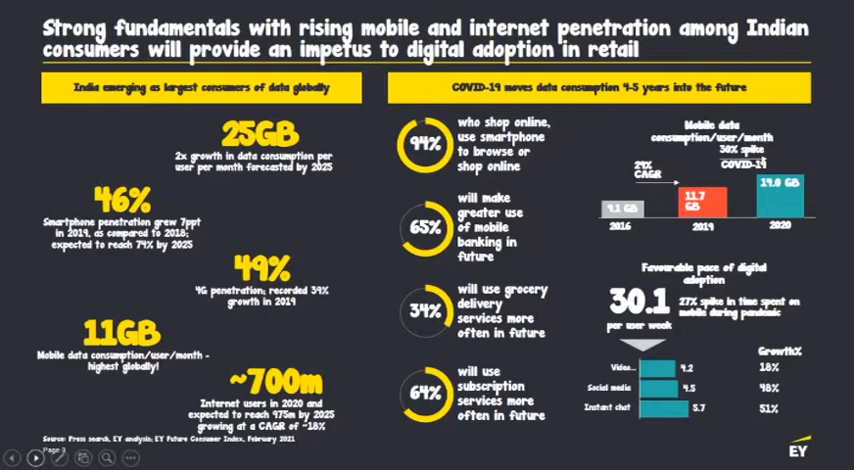 Strong fundamentals with rising mobile and internet penetration among Indian
consumers will provide an impetus to digital adoption in retail
India emerging as largest consumers of data globally
25GB
2x growth in data consumption per
user per month forecasted by 2025
46%
Smartphone penetration grew 7ppt
in 2019, as compared to 2018;
expected to reach 74% by 2025
49%
4G penetration; recorded 39%
growth in 2019
11GB
Mobile data consumption/user/month -
highest globally!
~700m
Internet users in 2020 and
expected to reach 975m by 2025
growing at a CAGR of ~18%
COVID-19 moves data consumption 4-5 years into the future
94%
who shop online,
use smartphone
to browse or
shop online
65%
will make
greater use
of mobile
banking in
future
34%
will use grocery
delivery
services more
often in future
64%
will use
subscription
services more
often in future
Mobile data
consumption/user/month
30% spike
COVID-19
CAGR
GB
11.7
GB
14.0 GB
2016
2019
2020
Favourable pace of digital
adoption
30.1
per user week
27% spike in time spent on
mobile during pandemic
Growth%
Video... 4.2 18%
Social media 4.5 48%
Instant chat 5.7 51%
Source: Press search, EY analysis; EY Future Consumer Index, February 2021
Page 3
EY